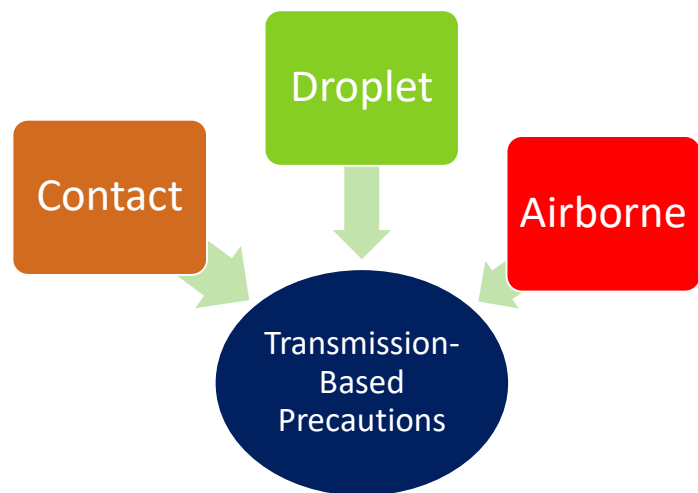 Droplet
Contact
Airborne
Transmission-
Based
Precautions